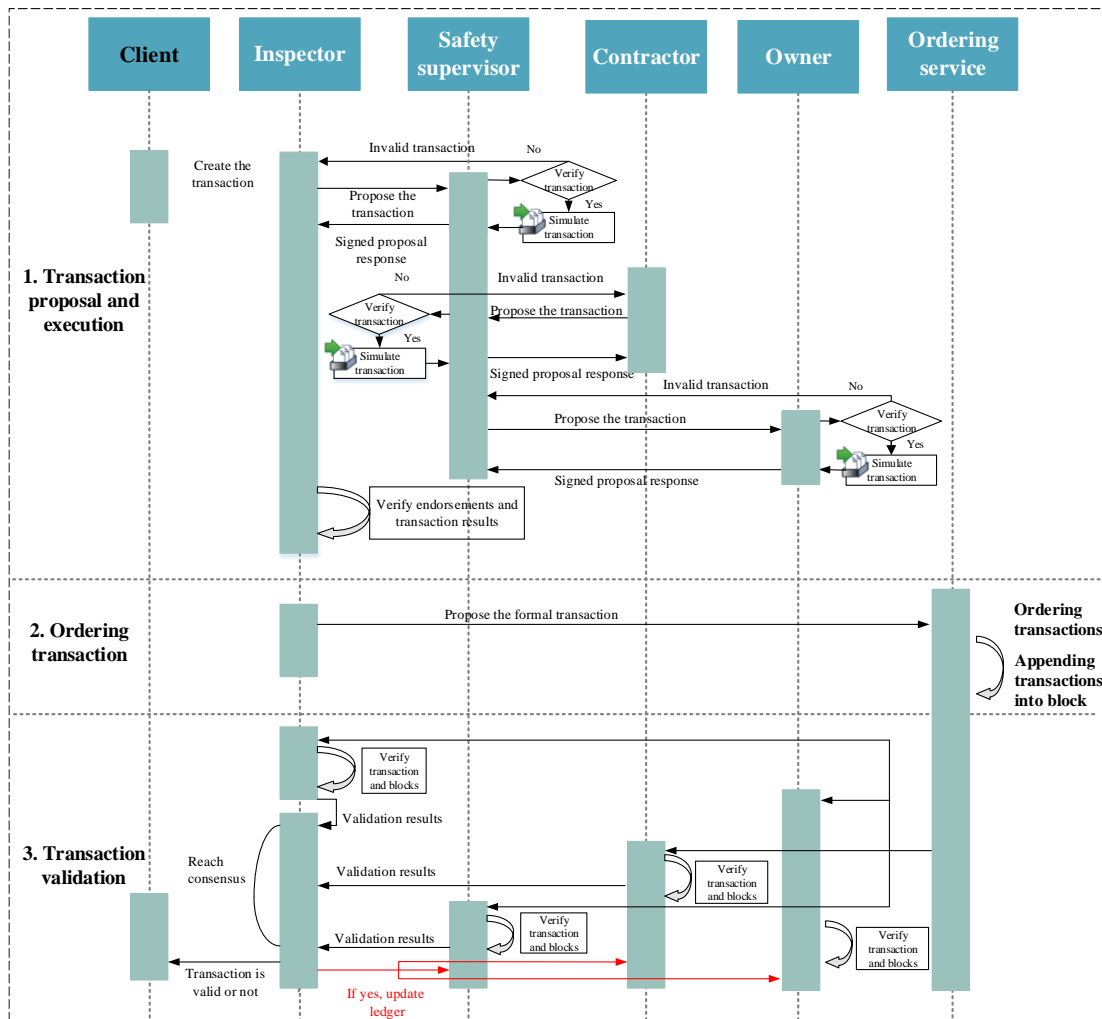 Client
Inspector
Safety
supervisor
Contractor
Owner
Ordering
service
Invalid transaction
No
Create the
transaction
Verify
transaction
Propose the
transaction
Yes
Simulate
transaction
Signed proposal
response
1. Transaction
proposal and
execution
No
Invalid transaction
Verify
transaction
Propose the transaction
Yes
Simulate
transaction
Signed proposal response
Invalid transaction
No
Propose the transaction
Verify
transaction
Yes
Simulate
transaction
Signed proposal response
Verify endorsements and
transaction results
2. Ordering
transaction
Propose the formal transaction
Ordering
transactions
Appending
transactions
into block
Verify
transaction
and blocks
Validation results
3. Transaction
validation
Reach
consensus
Validation results
Verify
transaction
and blocks
Validation results
Verify
transaction
and blocks
Verify
transaction
and blocks
Transaction is
valid or not
If yes, update
ledger